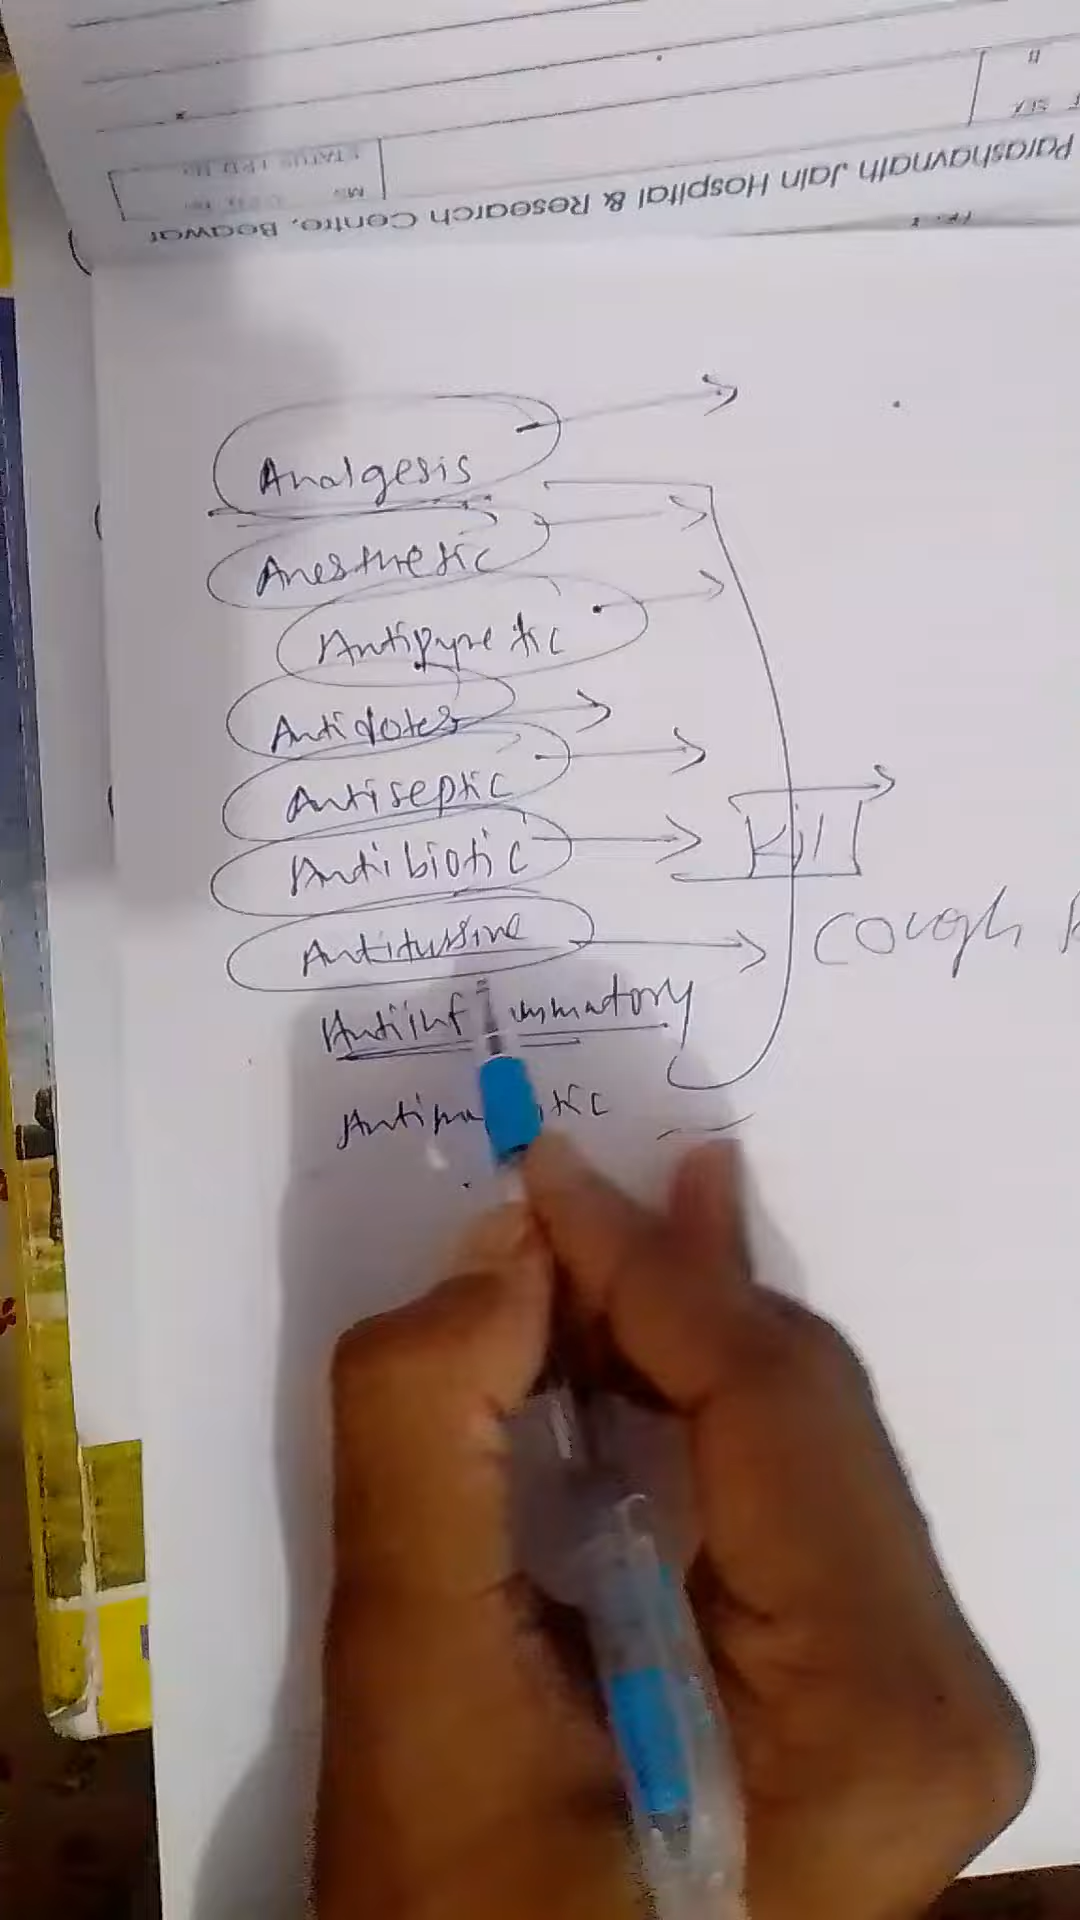 Parashavnath Jain Hospital & Research Centre, Beawar
Analgesis
Anesthetic
Antipyretic
Antidotes
Antiseptic
Antibiotic
Kill
Antitussive
cough